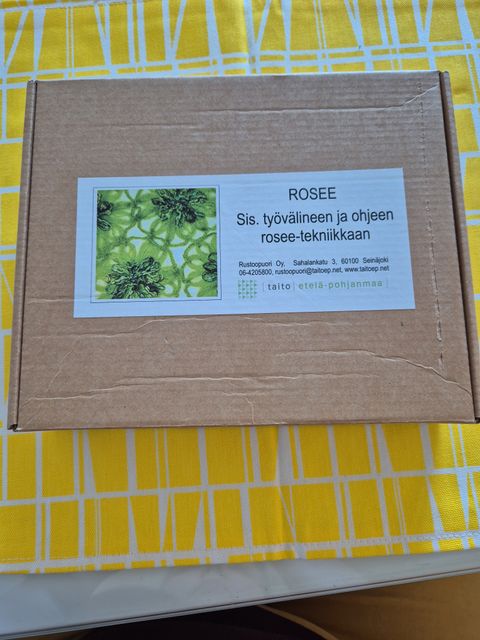 ROSEE
Sis. työvälineen ja ohjeen
rosee-tekniikkaan
Rustoopuori Oy, Sahalankatu 3, 60100 Seinäjoki
06-4205800, rustoopuori@taitoep.net, www.taitoep.net
| taito | etelä-pohjanmaa |